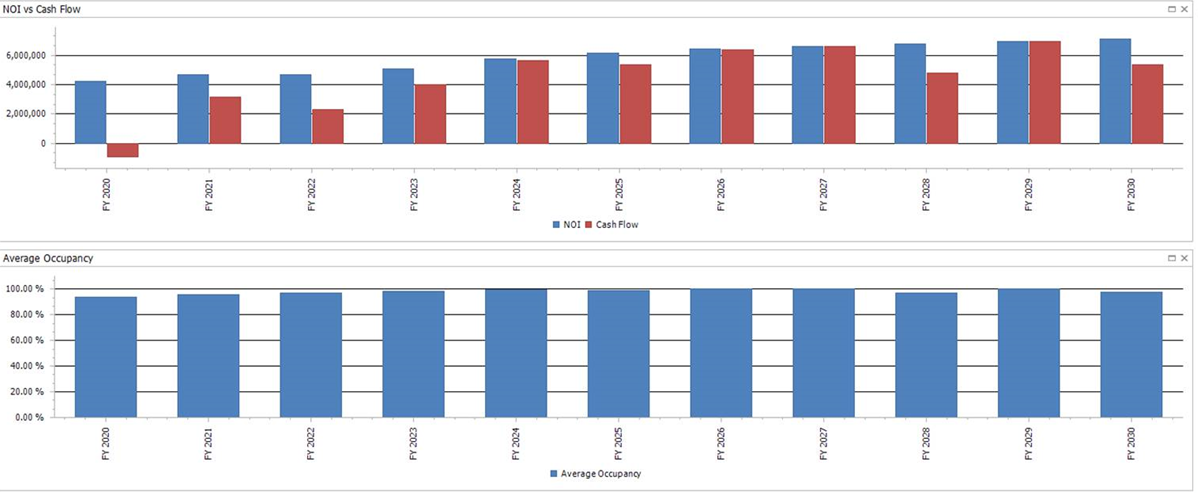 NOI vs Cash Flow
6,000,000
4,000,000
2,000,000
0
FY 2020
FY 2021
FY 2022
FY 2023
FY 2024
FY 2025
FY 2026
FY 2027
FY 2028
FY 2029
FY 2030
NOI Cash Flow
Average Occupancy
100.00 %
80.00 %
60.00 %
40.00 %
20.00 %
0.00 %
FY 2020
FY 2021
FY 2022
FY 2023
FY 2024
FY 2025
FY 2026
FY 2027
FY 2028
FY 2029
FY 2030
Average Occupancy